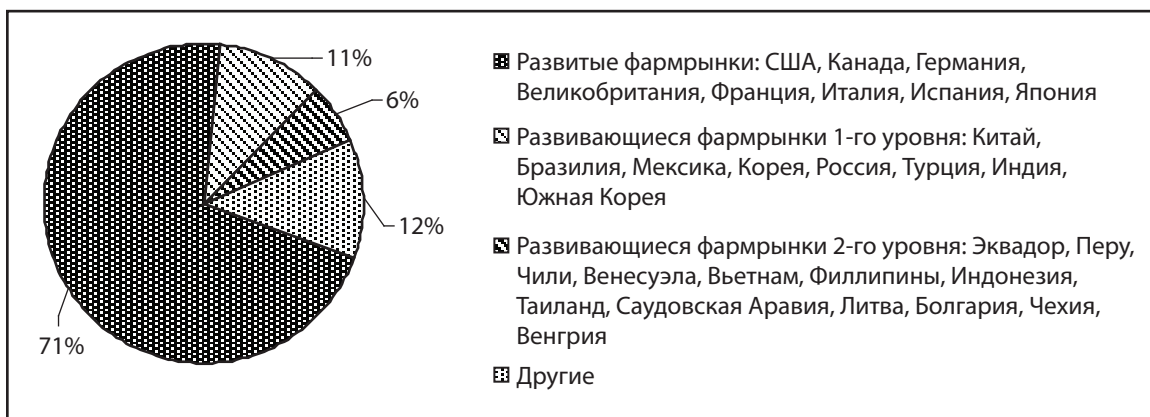 11%
6%
12%
71%
Развитые фармрынки: США, Канада, Германия,
Великобритания, Франция, Италия, Испания, Япония
Развивающиеся фармрынки 1-го уровня: Китай,
Бразилия, Мексика, Корея, Россия, Турция, Индия,
Южная Корея
Развивающиеся фармрынки 2-го уровня: Эквадор, Перу,
Чили, Венесуэла, Вьетнам, Филлипины, Индонезия,
Таиланд, Саудовская Аравия, Литва, Болгария, Чехия,
Венгрия
Другие